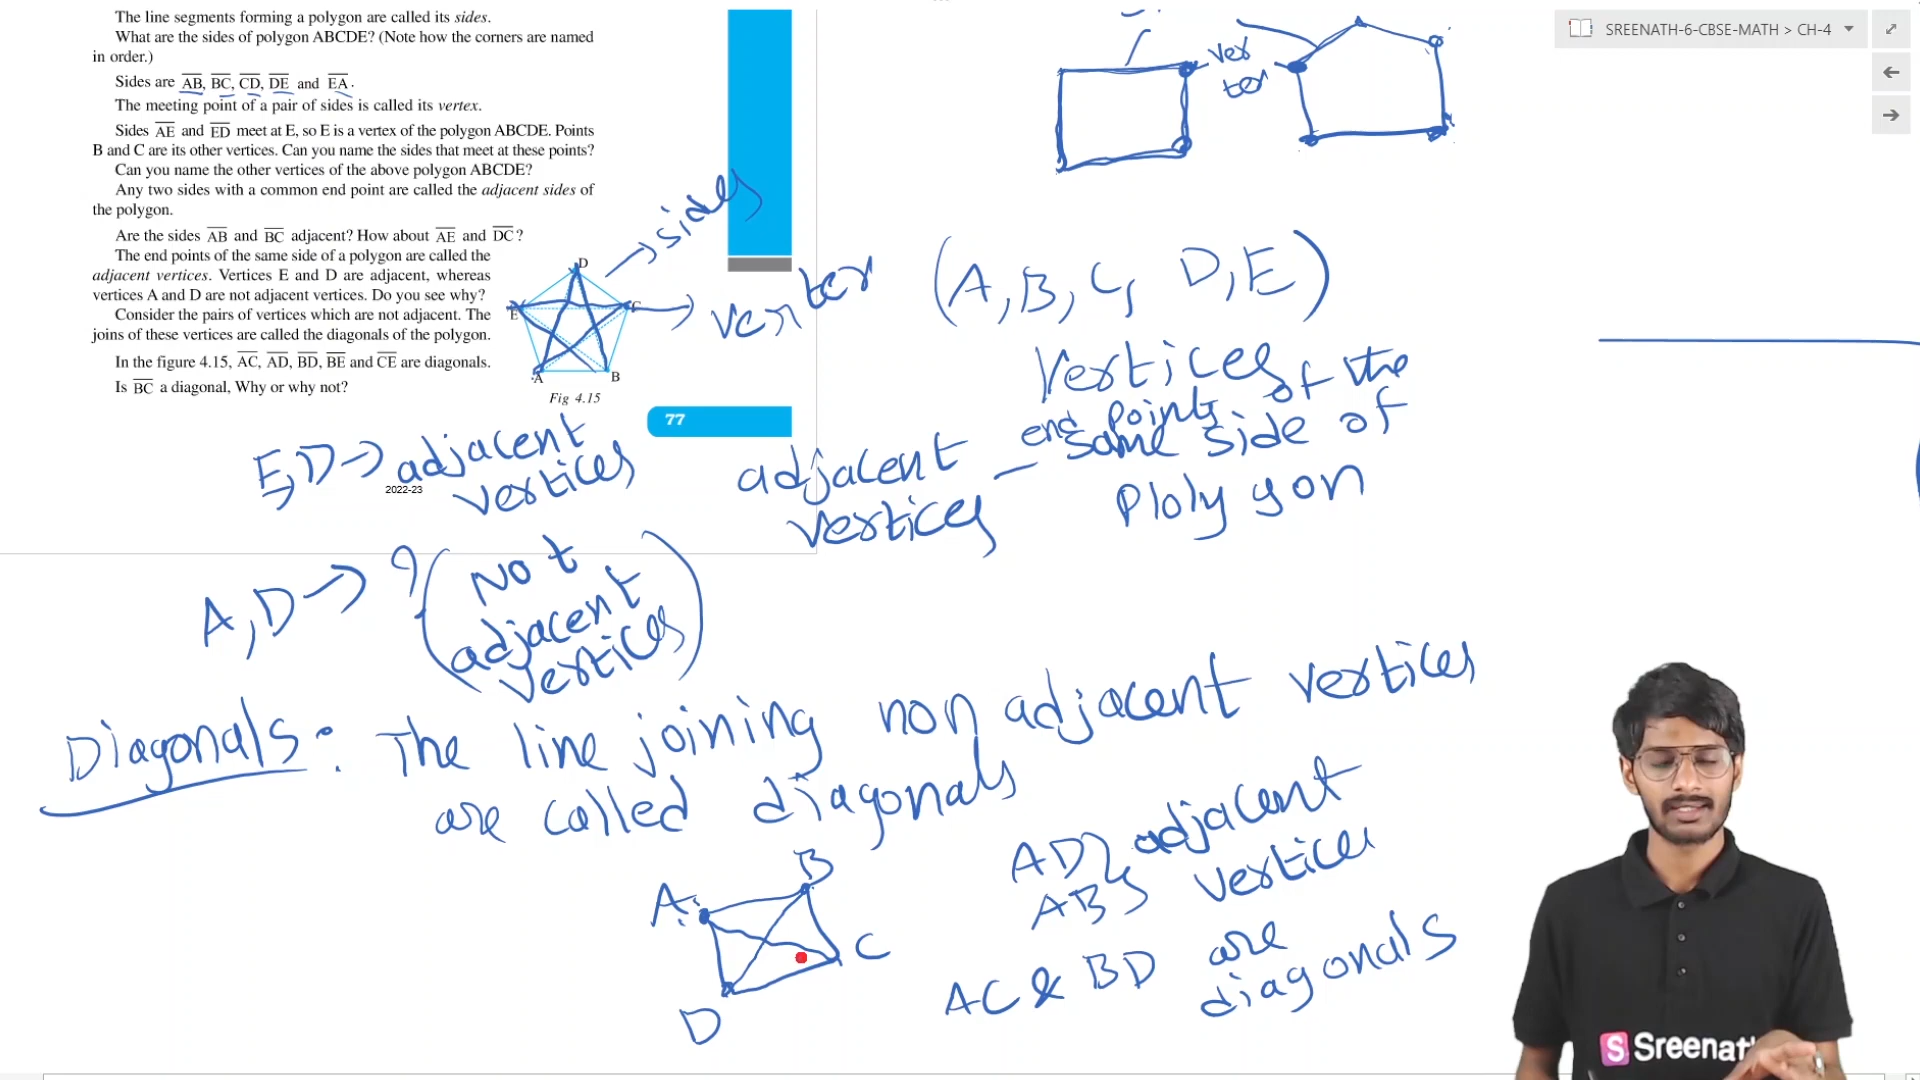 The line segments forming a polygon are called its sides.
What are the sides of polygon ABCDE? (Note how the corners are named
in order.)
Sides are AB, BC, CD, DE and EA.
The meeting point of a pair of sides is called its vertex.
Sides AE and ED meet at E, so E is a vertex of the polygon ABCDE. Points
B and C are its other vertices. Can you name the sides that meet at these points?
Can you name the other vertices of the above polygon ABCDE?
Any two sides with a common end point are called the adjacent sides of
the polygon.
Are the sides AB and BC adjacent? How about AE and DC?
The end points of the same side of a polygon are called the
adjacent vertices. Vertices E and D are adjacent, whereas
vertices A and D are not adjacent vertices. Do you see why?
Consider the pairs of vertices which are not adjacent. The
joins of these vertices are called the diagonals of the polygon.
In the figure 4.15, AC, AD, BD, BE and CE are diagonals.
Is BC a diagonal, Why or why not?
D
E
C
A
B
Fig 4.15
77
2022-23
sides
ver
tex
(A, B, C, D, E)
Vertices
adjacent vertices - end points of the
same side of
Ploly gon
E, D → adjacent
vertices
A, D → ? (Not
adjacent
vertices)
Diagonals: The line joining non adjacent vertices
are called diagonals
A
B
C
D
AD } adjacent
AB } vertices
AC & BD are
diagonals
SREENATH-6-CBSE-MATH > CH-4
S Sreenat